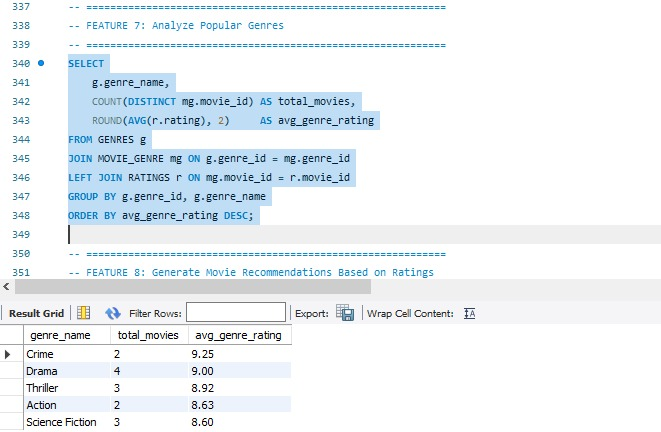 337 -- ======================================================
338 -- FEATURE 7: Analyze Popular Genres
339 -- ======================================================
340 SELECT
341 g.genre_name,
342 COUNT(DISTINCT mg.movie_id) AS total_movies,
343 ROUND(AVG(r.rating), 2) AS avg_genre_rating
344 FROM GENRES g
345 JOIN MOVIE_GENRE mg ON g.genre_id = mg.genre_id
346 LEFT JOIN RATINGS r ON mg.movie_id = r.movie_id
347 GROUP BY g.genre_id, g.genre_name
348 ORDER BY avg_genre_rating DESC;
349
350 -- ======================================================
351 -- FEATURE 8: Generate Movie Recommendations Based on Ratings
Result Grid Filter Rows: Export: Wrap Cell Content:
genre_name total_movies avg_genre_rating
Crime 2 9.25
Drama 4 9.00
Thriller 3 8.92
Action 2 8.63
Science Fiction 3 8.60